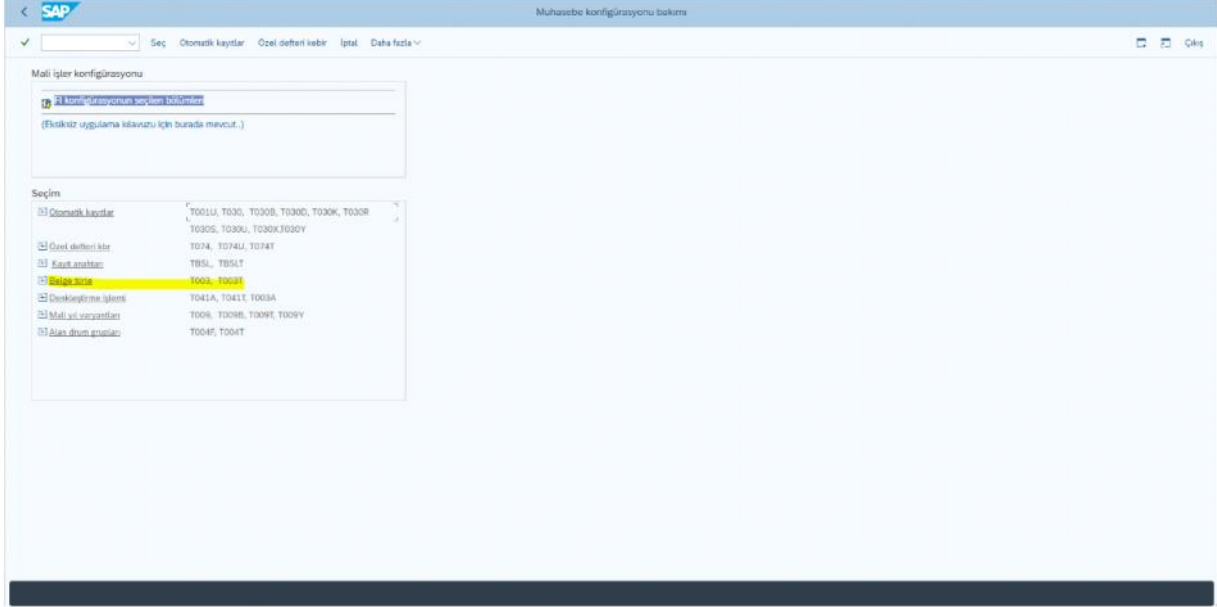 SAP
Muhasebe konfigürasyonu bakımı
Seç Otomatik kayıtlar Özel defteri kebir İptal Daha fazla Çıkış
Mali işler konfigürasyonu
FI konfigürasyonun seçilen bölümleri
(Eksiksiz uygulama kılavuzu için burada mevcut..)
Seçim
Otomatik kayıtlar T001U, T030, T030B, T030D, T030K, T030R
T030S, T030U, T030X,T030Y
Özel defteri kbr T074, T074U, T074T
Kayıt anahtarı TBSL, TBSLT
Belge türle T003, T003T
Denkleştirme işlemi T041A, T041T, T003A
Mali yıl varyantları T009, T009B, T009T, T009Y
Alan drum grupları T004F, T004T